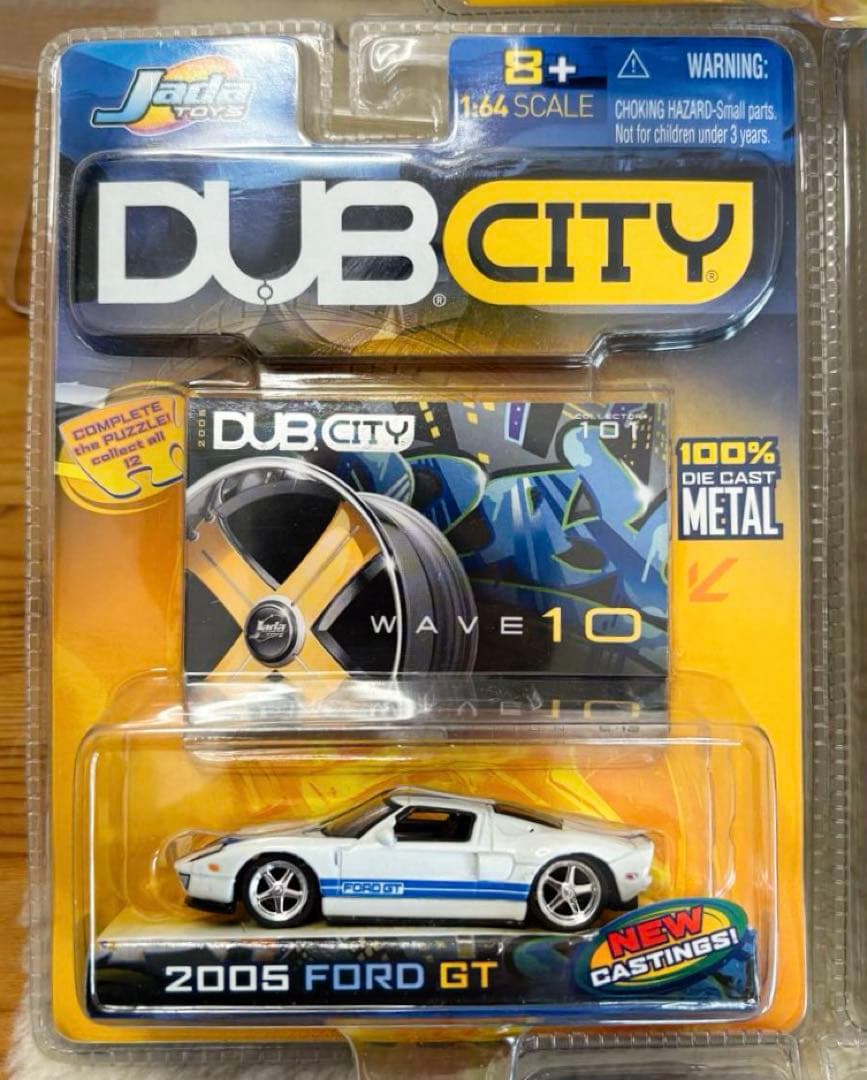 Jada
TOYS
8+
1:64 SCALE
WARNING:
CHOKING HAZARD-Small parts.
Not for children under 3 years.
DUB CITY
®
®
COMPLETE
the PUZZLE!
collect all
12
2005
DUB CITY
COLLECTOR#
101
100%
DIE CAST
METAL
Jada
TOYS
WAVE 10
FORD GT
NEW
CASTINGS!
2005 FORD GT